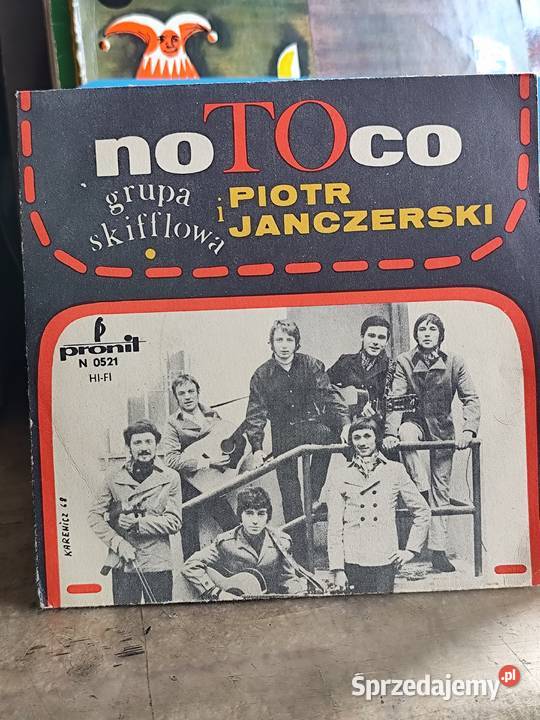 noTOco
grupa
skifflowa
i PIOTR
JANCZERSKI
pronit
N 0521
HI-FI
KAREWICZ 68
Sprzedajemy.pl